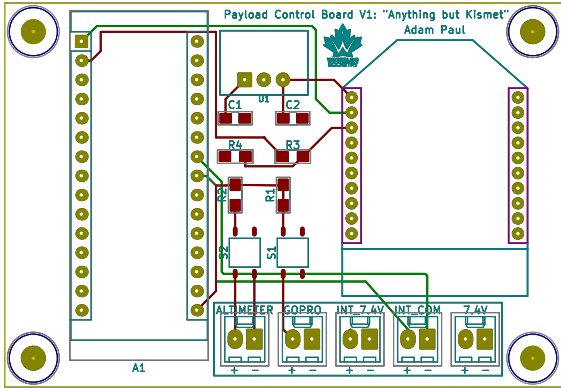 Payload Control Board V1: "Anything but Kismet"
Adam Paul
U1
C1 C2
R4 R3
R2 R1
S2 S1
ALTIMETER GOPRO INT_7.4V INT_COM 7.4V
+ - + - + - + - + -
A1